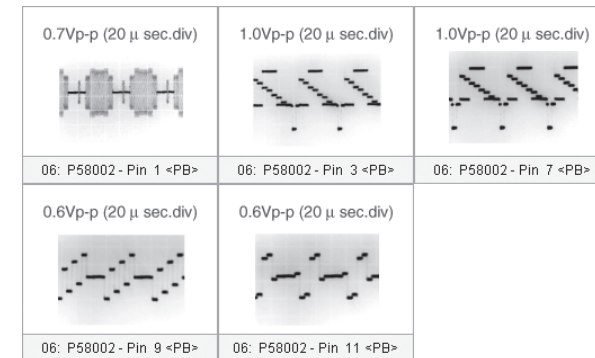 0.7Vp-p (20 μ sec.div)
1.0Vp-p (20 μ sec.div)
1.0Vp-p (20 μ sec.div)
06: P58002 - Pin 1 <PB>
06: P58002 - Pin 3 <PB>
06: P58002 - Pin 7 <PB>
0.6Vp-p (20 μ sec.div)
0.6Vp-p (20 μ sec.div)
06: P58002 - Pin 9 <PB>
06: P58002 - Pin 11 <PB>